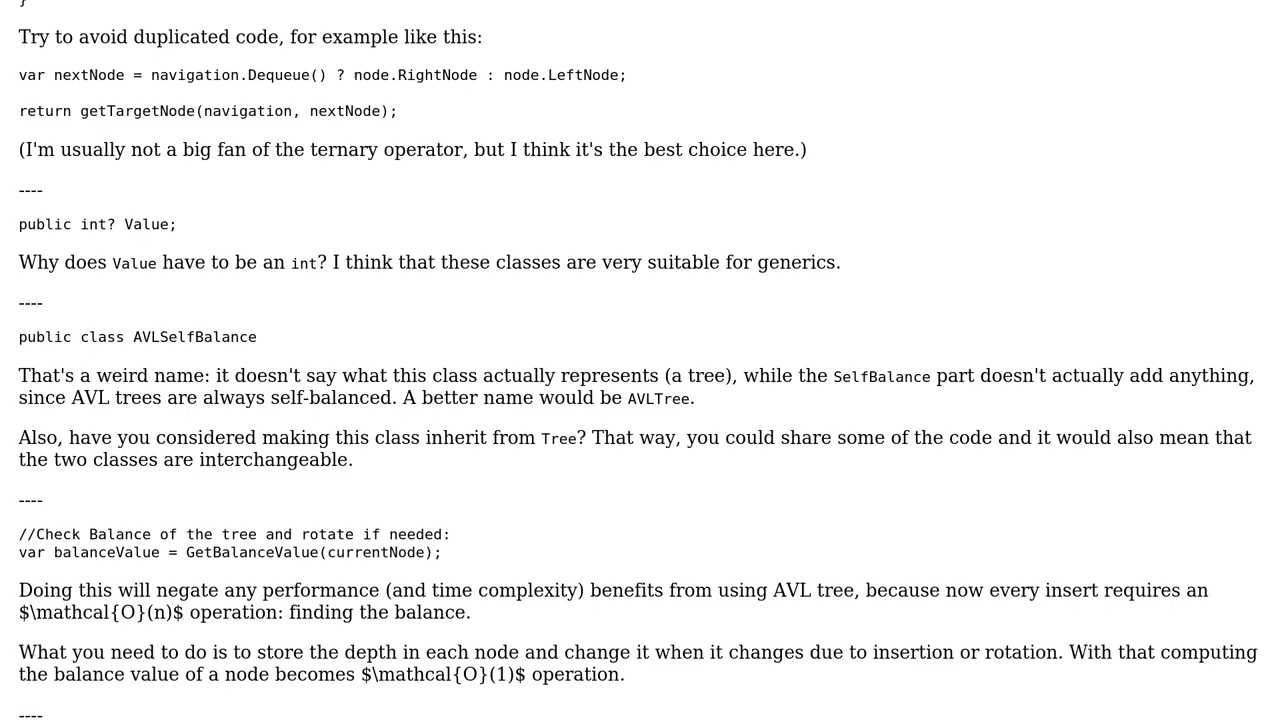 }
Try to avoid duplicated code, for example like this:
var nextNode = navigation.Dequeue() ? node.RightNode : node.LeftNode;
return getTargetNode(navigation, nextNode);
(I'm usually not a big fan of the ternary operator, but I think it's the best choice here.)
----
public int? Value;
Why does Value have to be an int? I think that these classes are very suitable for generics.
----
public class AVLSelfBalance
That's a weird name: it doesn't say what this class actually represents (a tree), while the SelfBalance part doesn't actually add anything,
since AVL trees are always self-balanced. A better name would be AVLTree.
Also, have you considered making this class inherit from Tree? That way, you could share some of the code and it would also mean that
the two classes are interchangeable.
----
//Check Balance of the tree and rotate if needed:
var balanceValue = GetBalanceValue(currentNode);
Doing this will negate any performance (and time complexity) benefits from using AVL tree, because now every insert requires an
$\mathcal{O}(n)$ operation: finding the balance.
What you need to do is to store the depth in each node and change it when it changes due to insertion or rotation. With that computing
the balance value of a node becomes $\mathcal{O}(1)$ operation.
----